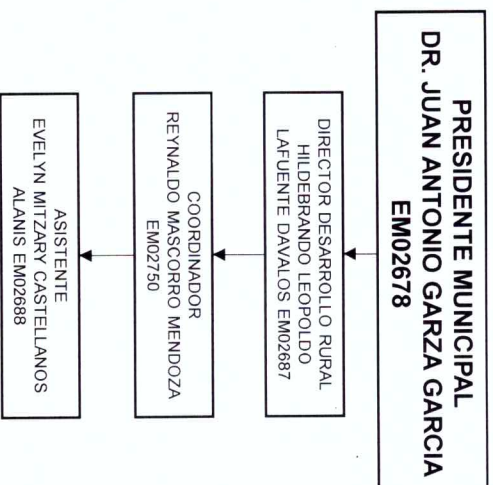 PRESIDENTE MUNICIPAL
DR. JUAN ANTONIO GARZA GARCIA
EM02678
DIRECTOR DESARROLLO RURAL
HILDEBRANDO LEOPOLDO
LAFUENTE DAVALOS EM02687
COORDINADOR
REYNALDO MASCORRO MENDOZA
EM02750
ASISTENTE
EVELYN MITZARY CASTELLANOS
ALANIS EM02688